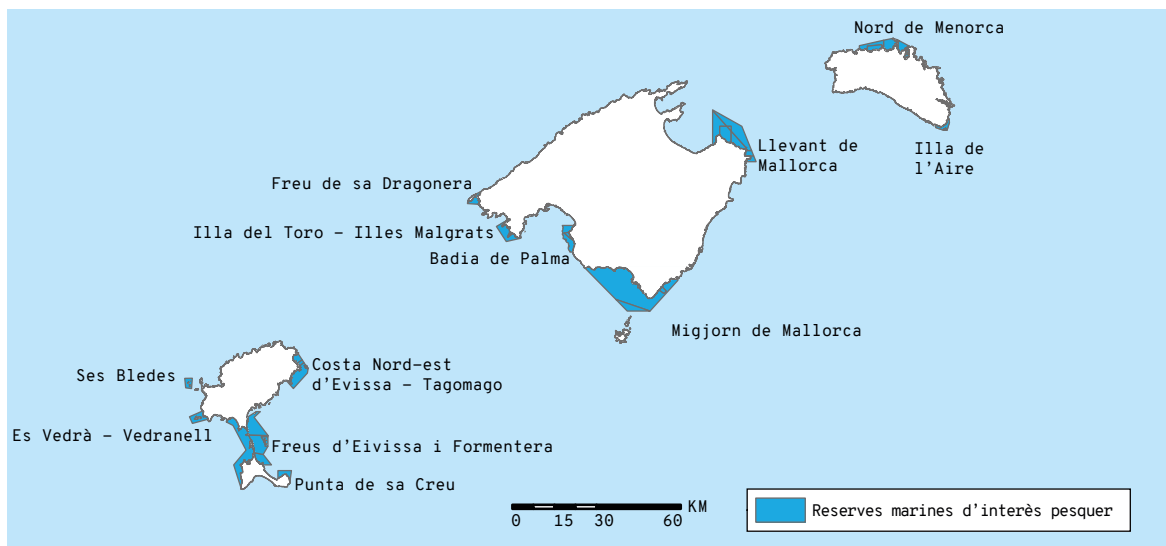 Nord de Menorca
Llevant de
Mallorca
Illa de
l'Aire
Freu de sa Dragonera
Illa del Toro – Illes Malgrats
Badia de Palma
Migjorn de Mallorca
Costa Nord-est
d'Evissa – Tagomago
Ses Bledes
Es Vedrà – Vedranell
Freus d'Eivissa i Formentera
Punta de sa Creu
KM
0 15 30 60
Reserves marines d'interès pesquer